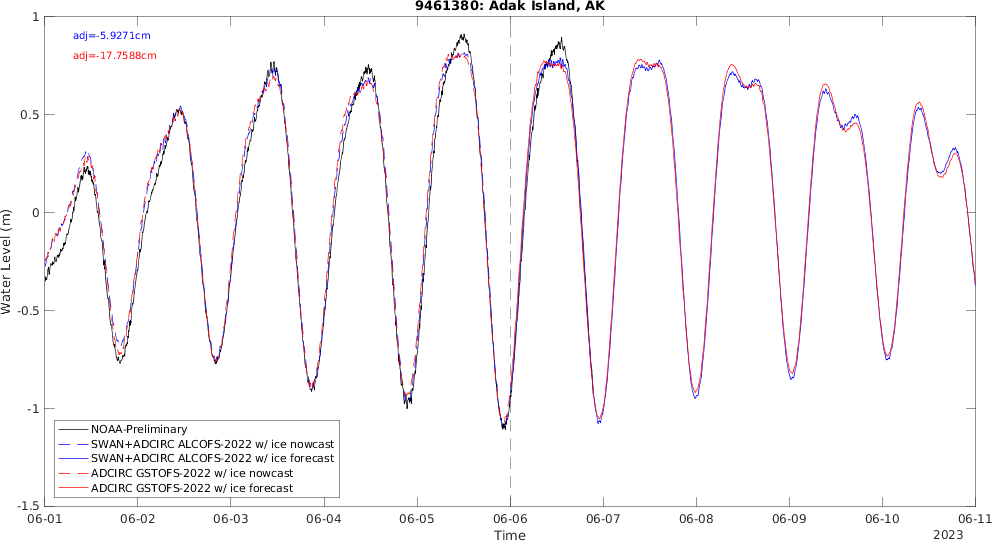 9461380: Adak Island, AK
adj=-5.9271cm
adj=-17.7588cm
Water Level (m)
1
0.5
0
-0.5
-1
-1.5
NOAA-Preliminary
SWAN+ADCIRC ALCOFS-2022 w/ ice nowcast
SWAN+ADCIRC ALCOFS-2022 w/ ice forecast
ADCIRC GSTOFS-2022 w/ ice nowcast
ADCIRC GSTOFS-2022 w/ ice forecast
06-01 06-02 06-03 06-04 06-05 06-06 06-07 06-08 06-09 06-10 06-11
Time
2023